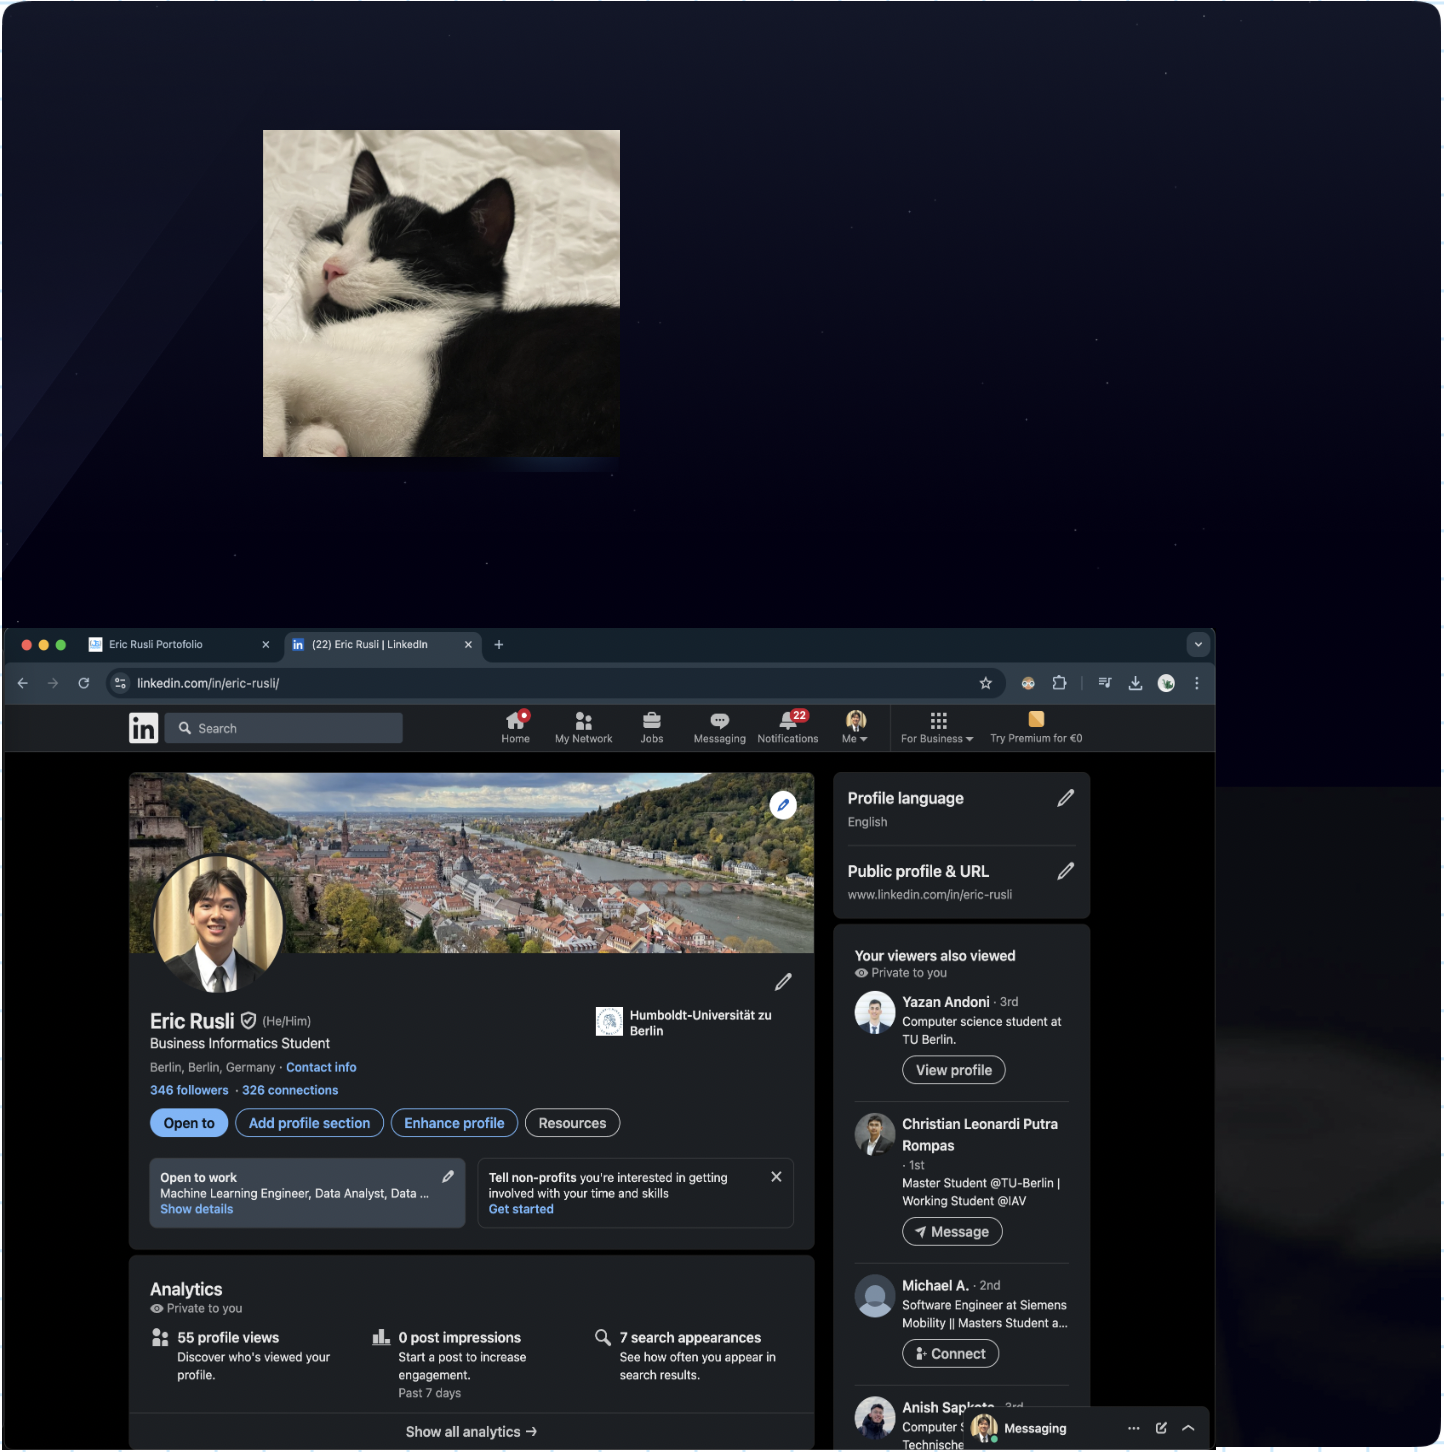 Eric Rusli Portofolio
(22) Eric Rusli | LinkedIn
linkedin.com/in/eric-rusli/
in
Search
Home
My Network
Jobs
Messaging
22
Notifications
Me
For Business
Try Premium for €0
Eric Rusli (He/Him)
Business Informatics Student
Berlin, Berlin, Germany · Contact info
346 followers · 326 connections
Humboldt-Universität zu
Berlin
Open to
Add profile section
Enhance profile
Resources
Open to work
Machine Learning Engineer, Data Analyst, Data ...
Show details
Tell non-profits you're interested in getting
involved with your time and skills
Get started
Analytics
Private to you
55 profile views
Discover who's viewed your
profile.
0 post impressions
Start a post to increase
engagement.
Past 7 days
7 search appearances
See how often you appear in
search results.
Show all analytics →
Profile language
English
Public profile & URL
www.linkedin.com/in/eric-rusli
Your viewers also viewed
Private to you
Yazan Andoni · 3rd
Computer science student at
TU Berlin.
View profile
Christian Leonardi Putra
Rompas
· 1st
Master Student @TU-Berlin |
Working Student @IAV
Message
Michael A. · 2nd
Software Engineer at Siemens
Mobility || Masters Student a...
Connect
Anish
Computer
Technische
Messaging